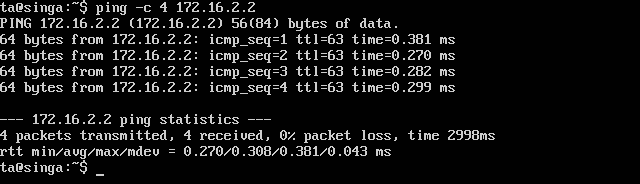 ta@singa:~$ ping -c 4 172.16.2.2
PING 172.16.2.2 (172.16.2.2) 56(84) bytes of data.
64 bytes from 172.16.2.2: icmp_seq=1 ttl=63 time=0.381 ms
64 bytes from 172.16.2.2: icmp_seq=2 ttl=63 time=0.270 ms
64 bytes from 172.16.2.2: icmp_seq=3 ttl=63 time=0.282 ms
64 bytes from 172.16.2.2: icmp_seq=4 ttl=63 time=0.299 ms
--- 172.16.2.2 ping statistics ---
4 packets transmitted, 4 received, 0% packet loss, time 2998ms
rtt min/avg/max/mdev = 0.270/0.308/0.381/0.043 ms
ta@singa:~$ _